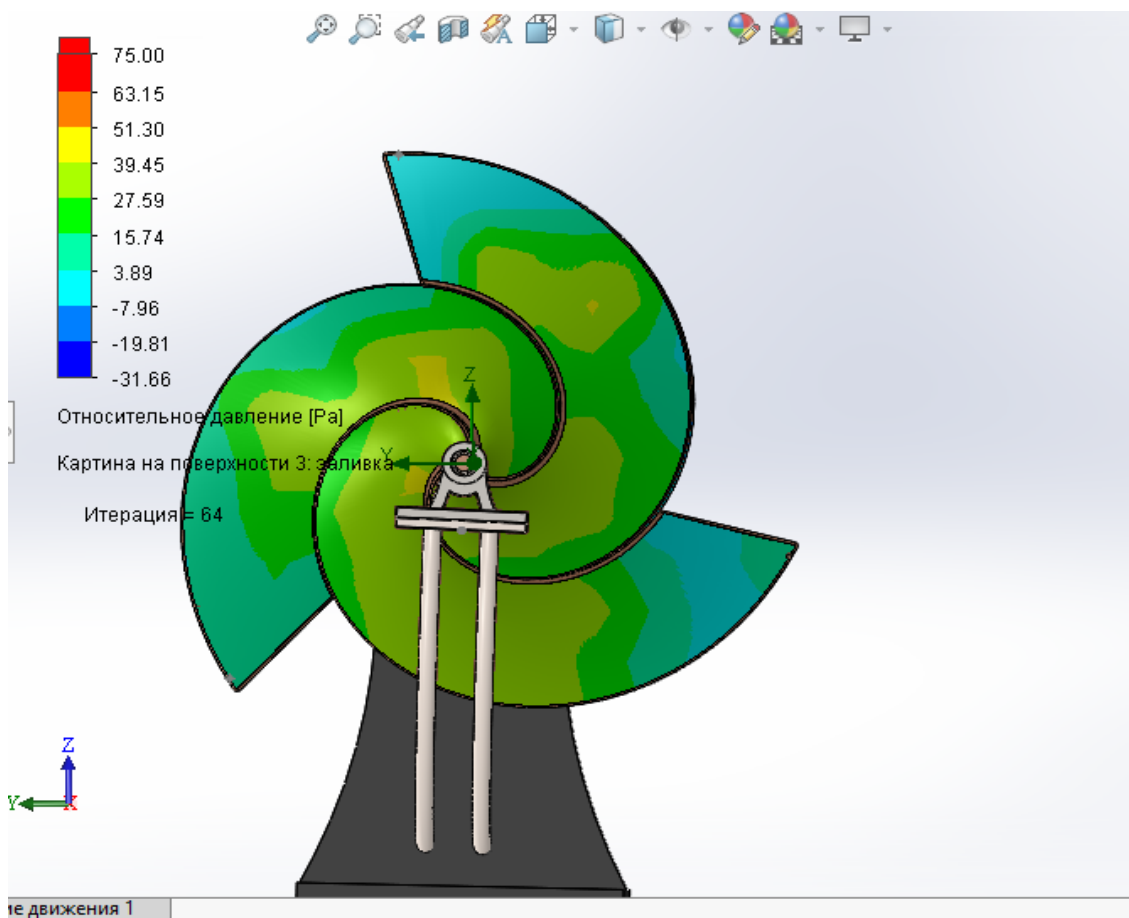 75.00
63.15
51.30
39.45
27.59
15.74
3.89
-7.96
-19.81
-31.66
Относительное давление [Pa]
Картина на поверхности 3: заливка
Итерация = 64
Z
Y
Z
Y
X
ие движения 1